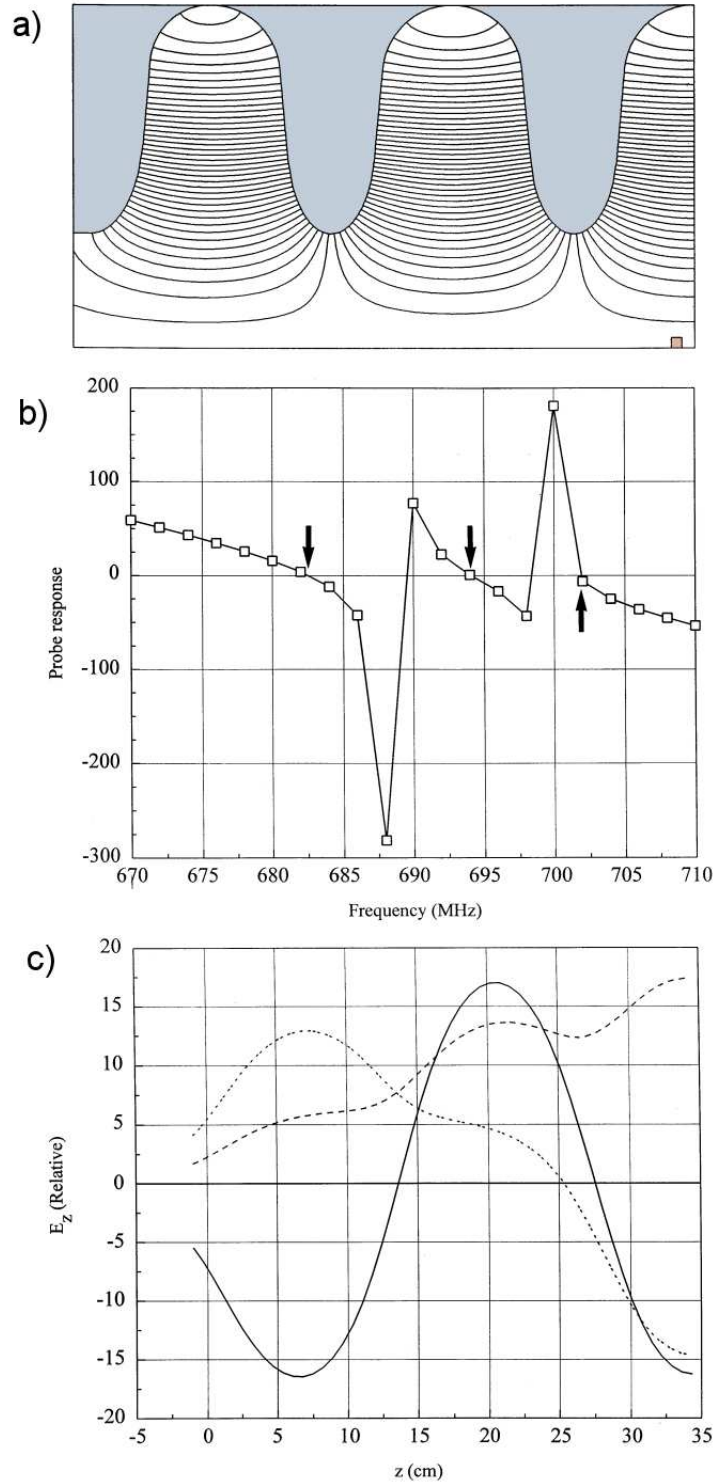 a)
b)
200
100
0
-100
-200
-300
Probe response
670 675 680 685 690 695 700 705 710
Frequency (MHz)
c)
20
15
10
5
0
-5
-10
-15
-20
E_z (Relative)
-5 0 5 10 15 20 25 30 35
z (cm)